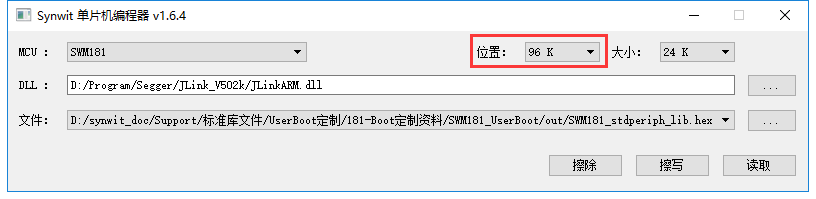 Synwit 单片机编程器 v1.6.4
MCU : SWM181 位置: 96 K 大小: 24 K
DLL : D:/Program/Segger/JLink_V502k/JLinkARM.dll ...
文件: D:/synwit_doc/Support/标准库文件/UserBoot定制/181-Boot定制资料/SWM181_UserBoot/out/SWM181_stdperiph_lib.hex ...
擦除 擦写 读取